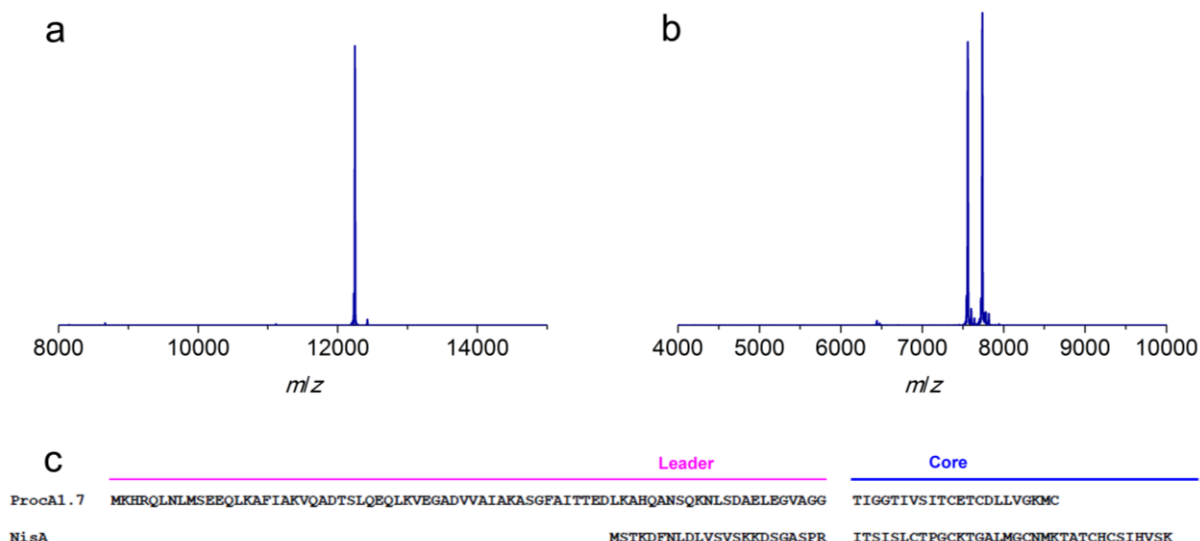 a
b
8000 10000 12000 14000
m/z
4000 5000 6000 7000 8000 9000 10000
m/z
c
Leader Core
ProcA1.7 MKHRQLNLMSEEQLKAFIAKVQADTSLQEQLKVEGADVVAIAKASGFAITTEDLKAHQANSQKNLSDAELEGVAGG TIGGTIVSITCETCDLLVGKMC
NisA MSTKDFNLDLVSVSKKDSGASPR ITSISLCTPGCKTGALMGCNMKTATCHCSIHVSK